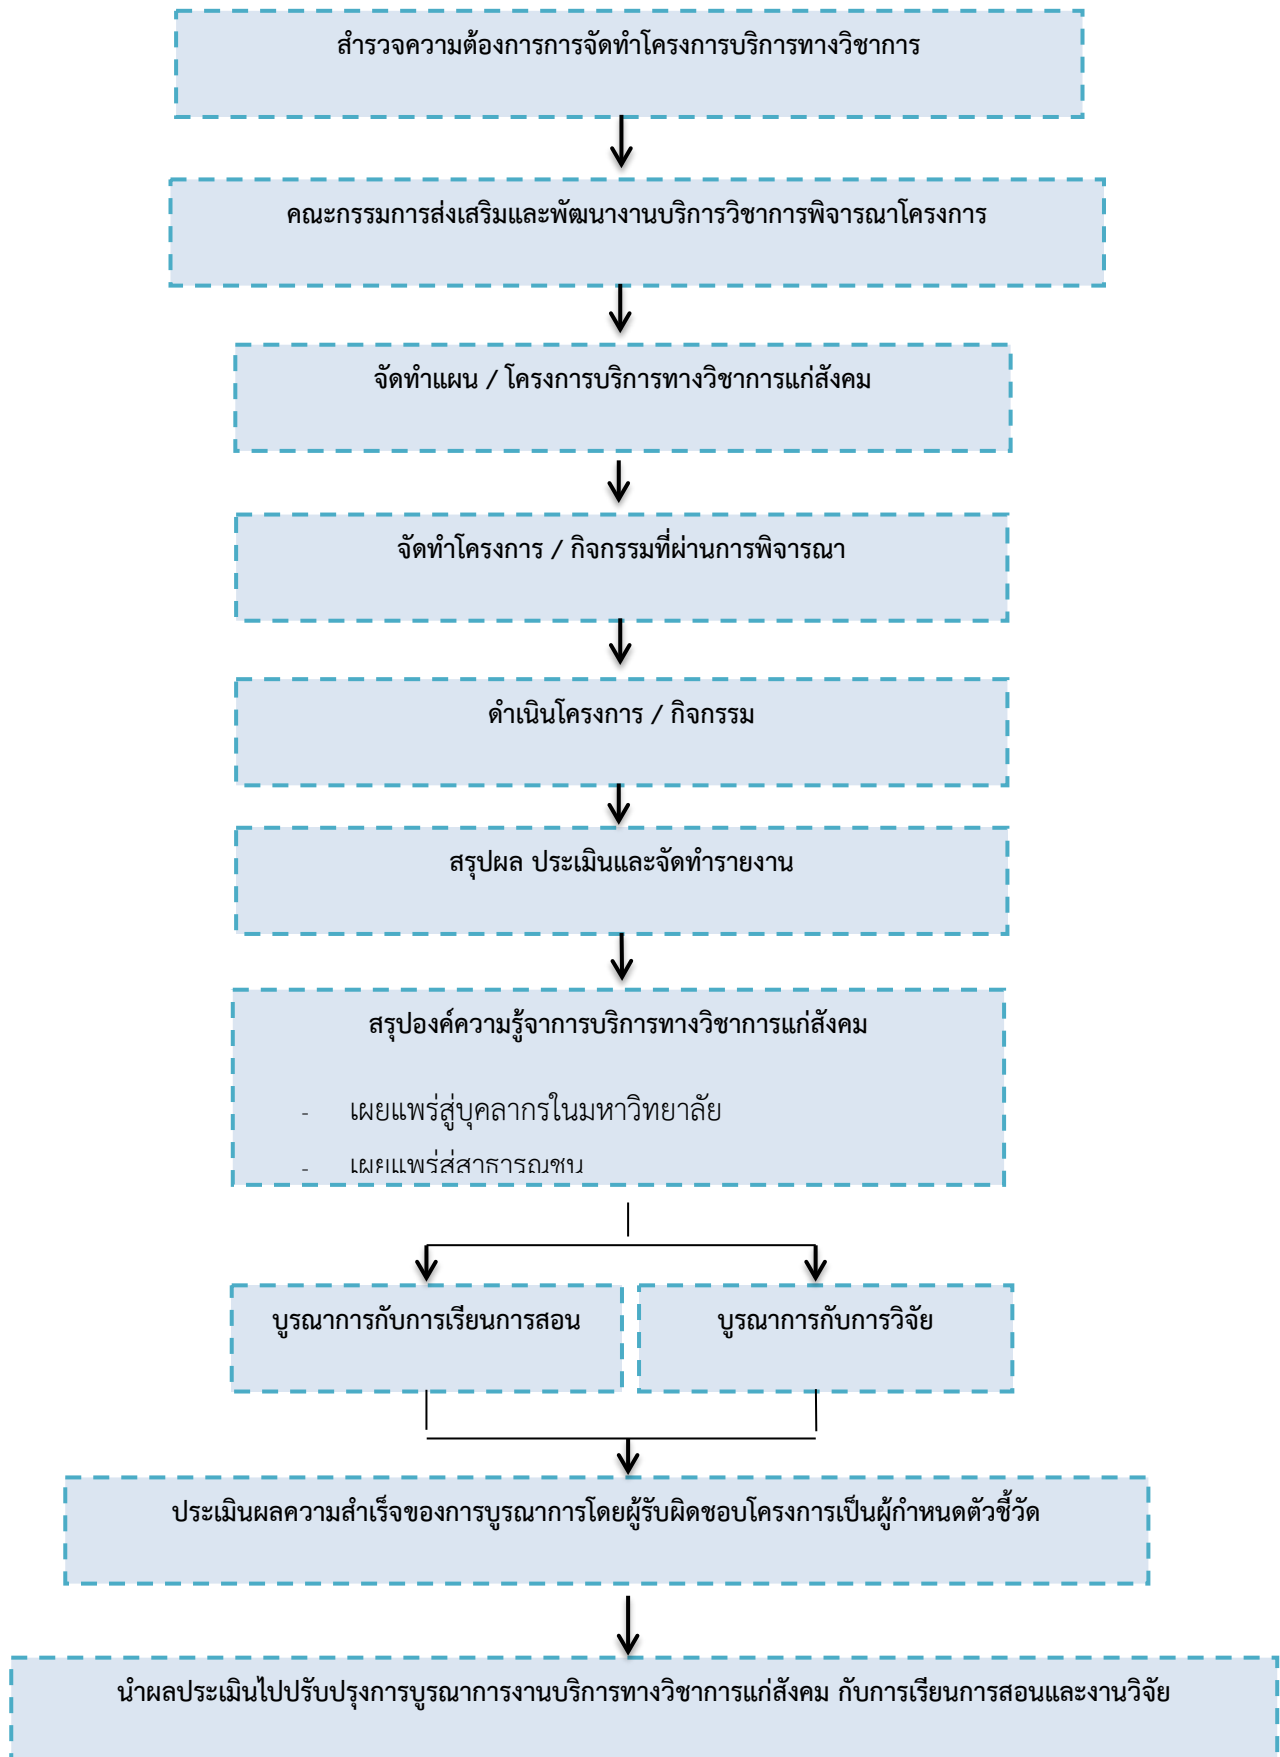 สำรวจความต้องการการจัดทำโครงการบริการทางวิชาการ
คณะกรรมการส่งเสริมและพัฒนางานบริการวิชาการพิจารณาโครงการ
จัดทำแผน / โครงการบริการทางวิชาการแก่สังคม
จัดทำโครงการ / กิจกรรมที่ผ่านการพิจารณา
ดำเนินโครงการ / กิจกรรม
สรุปผล ประเมินและจัดทำรายงาน
สรุปองค์ความรู้จาการบริการทางวิชาการแก่สังคม
- เผยแพร่สู่บุคลากรในมหาวิทยาลัย
- เผยแพร่สู่สาธารณชน
บูรณาการกับการเรียนการสอน
บูรณาการกับการวิจัย
ประเมินผลความสำเร็จของการบูรณาการโดยผู้รับผิดชอบโครงการเป็นผู้กำหนดตัวชี้วัด
นำผลประเมินไปปรับปรุงการบูรณาการงานบริการทางวิชาการแก่สังคม กับการเรียนการสอนและงานวิจัย